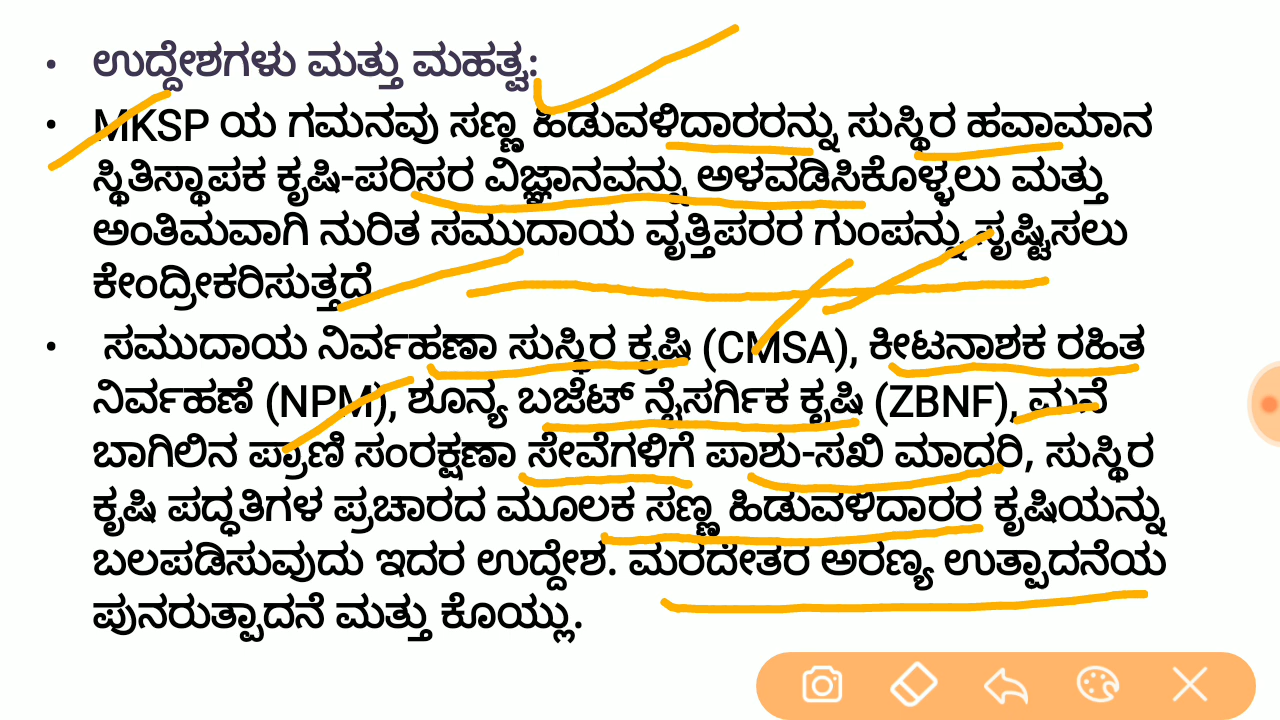 • ಉದ್ದೇಶಗಳು ಮತ್ತು ಮಹತ್ವ:
• MKSP ಯ ಗಮನವು ಸಣ್ಣ ಹಿಡುವಳಿದಾರರನ್ನು ಸುಸ್ಥಿರ ಹವಾಮಾನ
ಸ್ಥಿತಿಸ್ಥಾಪಕ ಕೃಷಿ-ಪರಿಸರ ವಿಜ್ಞಾನವನ್ನು ಅಳವಡಿಸಿಕೊಳ್ಳಲು ಮತ್ತು
ಅಂತಿಮವಾಗಿ ನುರಿತ ಸಮುದಾಯ ವೃತ್ತಿಪರರ ಗುಂಪನ್ನು ಸೃಷ್ಟಿಸಲು
ಕೇಂದ್ರೀಕರಿಸುತ್ತದೆ
• ಸಮುದಾಯ ನಿರ್ವಹಣಾ ಸುಸ್ಥಿರ ಕೃಷಿ (CMSA), ಕೀಟನಾಶಕ ರಹಿತ
ನಿರ್ವಹಣೆ (NPM), ಶೂನ್ಯ ಬಜೆಟ್ ನೈಸರ್ಗಿಕ ಕೃಷಿ (ZBNF), ಮನೆ
ಬಾಗಿಲಿನ ಪ್ರಾಣಿ ಸಂರಕ್ಷಣಾ ಸೇವೆಗಳಿಗೆ ಪಾಶು-ಸಖಿ ಮಾದರಿ, ಸುಸ್ಥಿರ
ಕೃಷಿ ಪದ್ಧತಿಗಳ ಪ್ರಚಾರದ ಮೂಲಕ ಸಣ್ಣ ಹಿಡುವಳಿದಾರರ ಕೃಷಿಯನ್ನು
ಬಲಪಡಿಸುವುದು ಇದರ ಉದ್ದೇಶ. ಮರದೇತರ ಅರಣ್ಯ ಉತ್ಪಾದನೆಯ
ಪುನರುತ್ಪಾದನೆ ಮತ್ತು ಕೊಯ್ಲು.